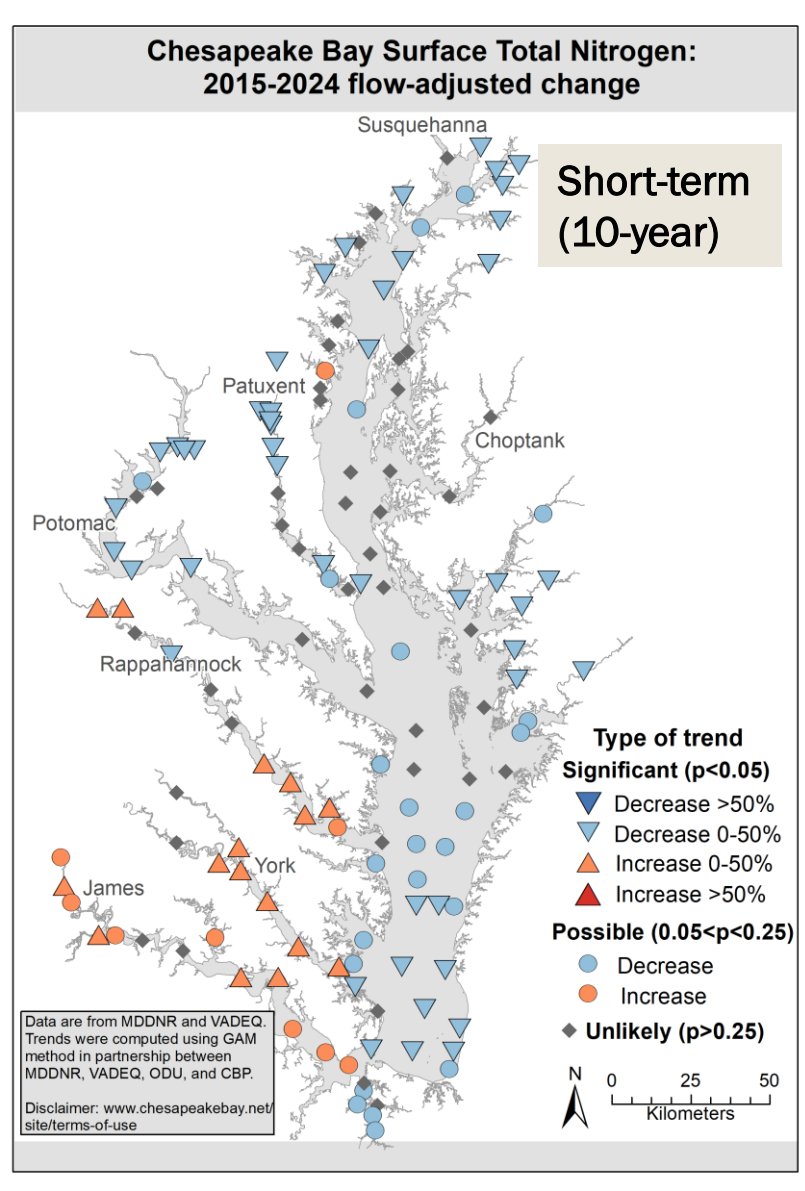 Chesapeake Bay Surface Total Nitrogen:
2015-2024 flow-adjusted change
Susquehanna
Short-term
(10-year)
Patuxent
Choptank
Potomac
Rappahannock
York
James
Type of trend
Significant (p<0.05)
Decrease >50%
Decrease 0-50%
Increase 0-50%
Increase >50%
Possible (0.05<p<0.25)
Decrease
Increase
Unlikely (p>0.25)
Data are from MDDNR and VADEQ.
Trends were computed using GAM
method in partnership between
MDDNR, VADEQ, ODU, and CBP.
Disclaimer: www.chesapeakebay.net/
site/terms-of-use
N
0 25 50
Kilometers